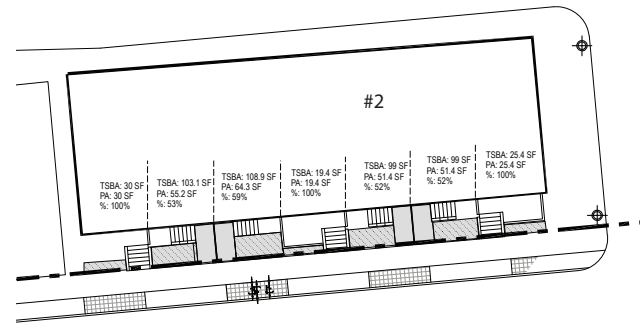 #2
TSBA: 30 SF
PA: 30 SF
%: 100%
TSBA: 103.1 SF
PA: 55.2 SF
%: 53%
TSBA: 108.9 SF
PA: 64.3 SF
%: 59%
TSBA: 19.4 SF
PA: 19.4 SF
%: 100%
TSBA: 99 SF
PA: 51.4 SF
%: 52%
TSBA: 99 SF
PA: 51.4 SF
%: 52%
TSBA: 25.4 SF
PA: 25.4 SF
%: 100%